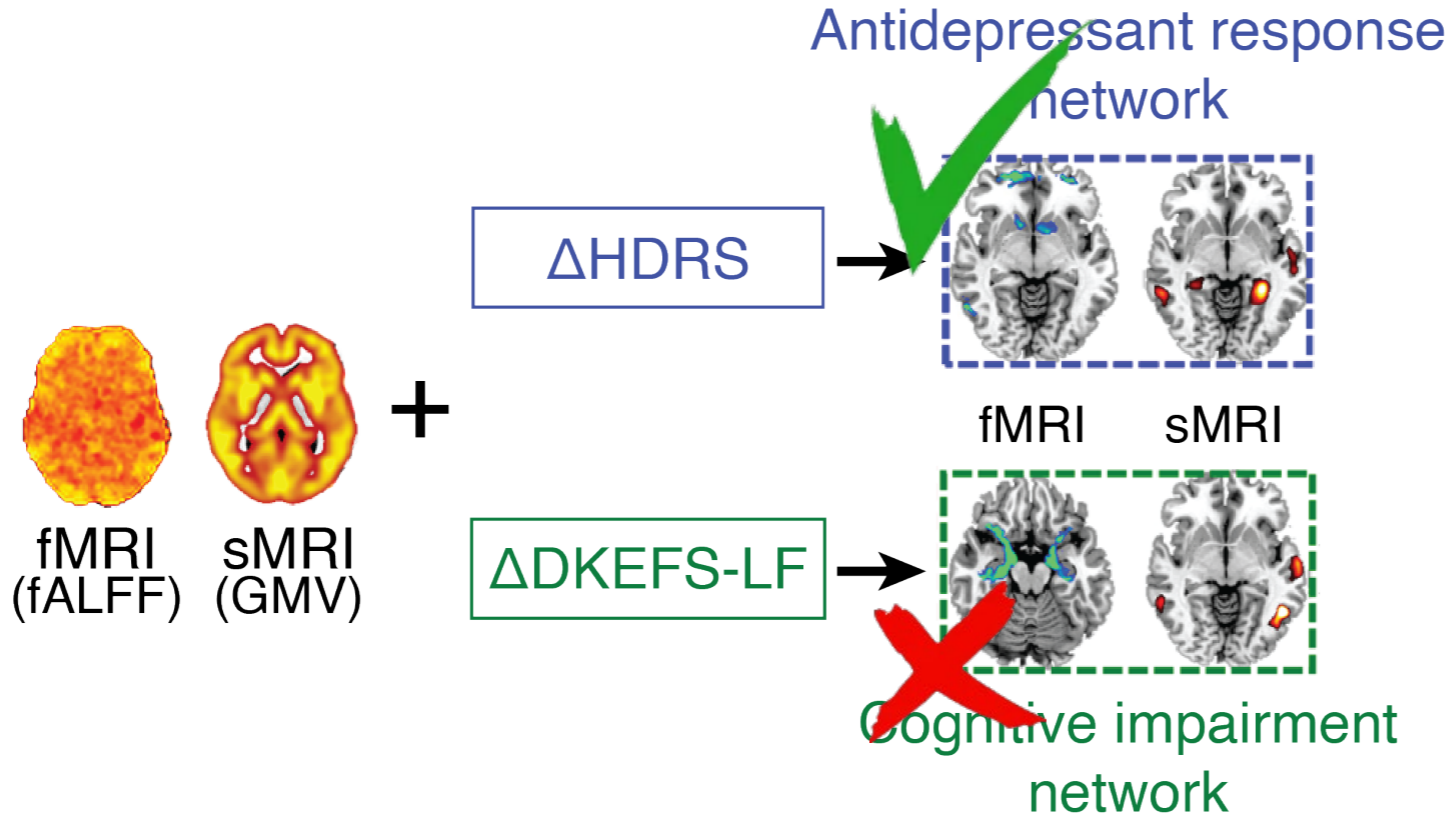 Antidepressant response
network
ΔHDRS
fMRI
sMRI
+
fMRI
(fALFF)
sMRI
(GMV)
ΔDKEFS-LF
Cognitive impairment
network